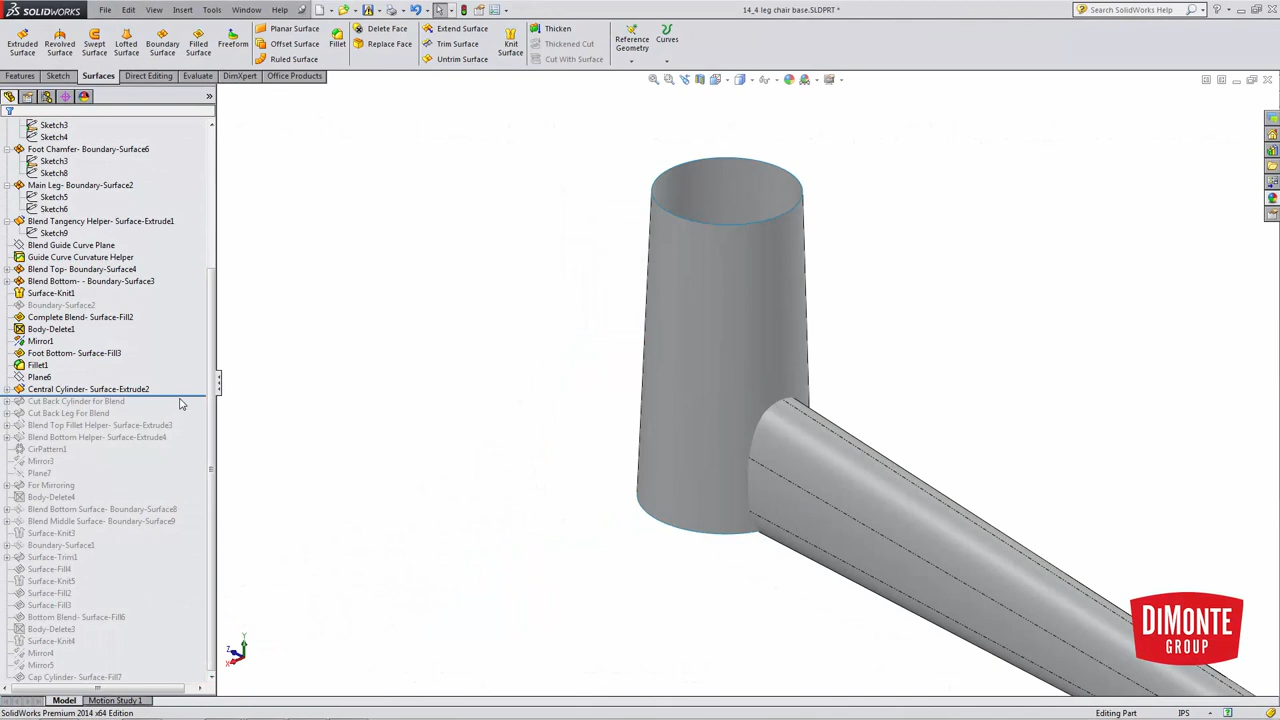 SOLIDWORKS File Edit View Insert Tools Window Help 14_4 leg chair base.SLDPRT * Search SolidWorks Help
Extruded Surface
Revolved Surface
Swept Surface
Lofted Surface
Boundary Surface
Filled Surface
Freeform
Planar Surface
Offset Surface
Ruled Surface
Fillet
Delete Face
Replace Face
Extend Surface
Trim Surface
Untrim Surface
Knit Surface
Thicken
Thickened Cut
Cut With Surface
Reference Geometry
Curves
Features Sketch Surfaces Direct Editing Evaluate DimXpert Office Products
Sketch3
Sketch4
Foot Chamfer- Boundary-Surface6
Sketch3
Sketch8
Main Leg- Boundary-Surface2
Sketch5
Sketch6
Blend Tangency Helper- Surface-Extrude1
Sketch9
Blend Guide Curve Plane
Guide Curve Curvature Helper
Blend Top- Boundary-Surface4
Blend Bottom- - Boundary-Surface3
Surface-Knit1
Boundary-Surface2
Complete Blend- Surface-Fill2
Body-Delete1
Mirror1
Foot Bottom- Surface-Fill3
Fillet1
Plane6
Central Cylinder- Surface-Extrude2
Cut Back Cylinder for Blend
Cut Back Leg For Blend
Blend Top Fillet Helper- Surface-Extrude3
Blend Bottom Helper- Surface-Extrude4
CirPattern1
Mirror3
Plane7
For Mirroring
Body-Delete4
Blend Bottom Surface- Boundary-Surface8
Blend Middle Surface- Boundary-Surface9
Surface-Knit3
Boundary-Surface1
Surface-Trim1
Surface-Fill4
Surface-Knit5
Surface-Fill2
Surface-Fill3
Bottom Blend- Surface-Fill6
Body-Delete3
Surface-Knit4
Mirror4
Mirror5
Cap Cylinder- Surface-Fill7
Y
Z
X
DIMONTE
GROUP
Model Motion Study 1
SolidWorks Premium 2014 x64 Edition Editing Part IPS